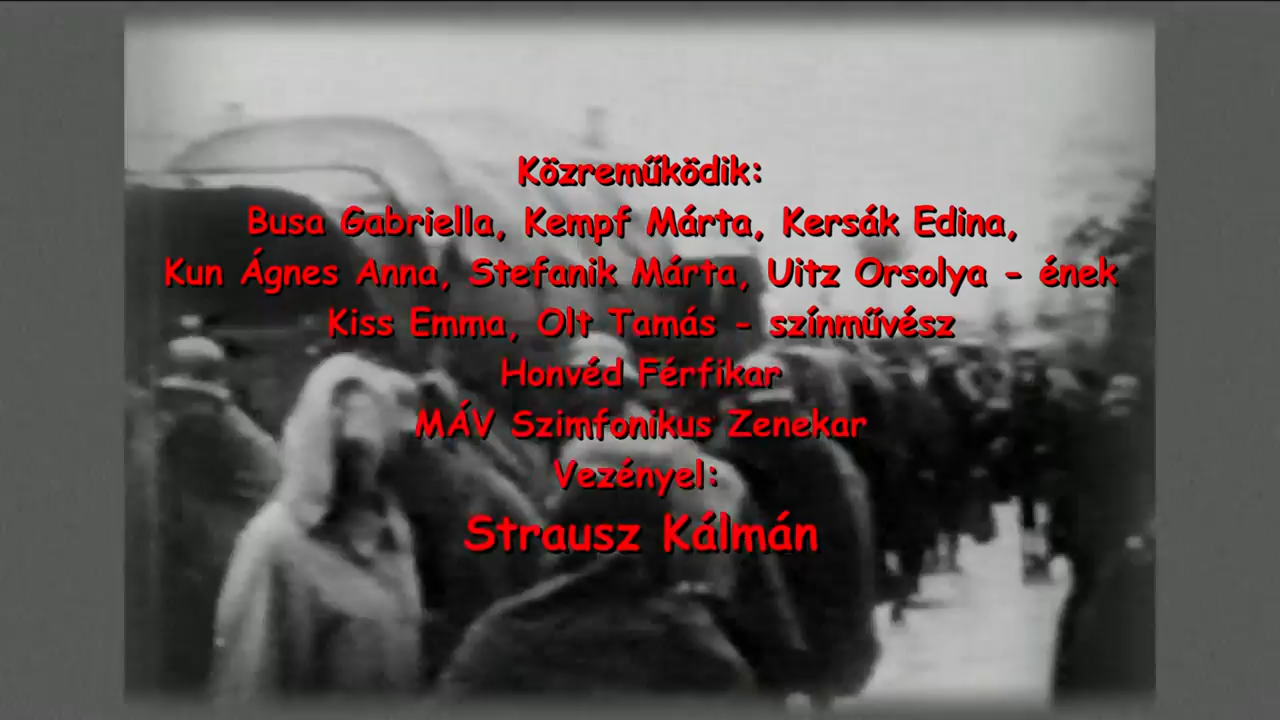 Közreműködik:
Busa Gabriella, Kempf Márta, Kersák Edina,
Kun Ágnes Anna, Stefanik Márta, Uitz Orsolya - ének
Kiss Emma, Olt Tamás - színművész
Honvéd Férfikar
MÁV Szimfonikus Zenekar
Vezényel:
Strausz Kálmán